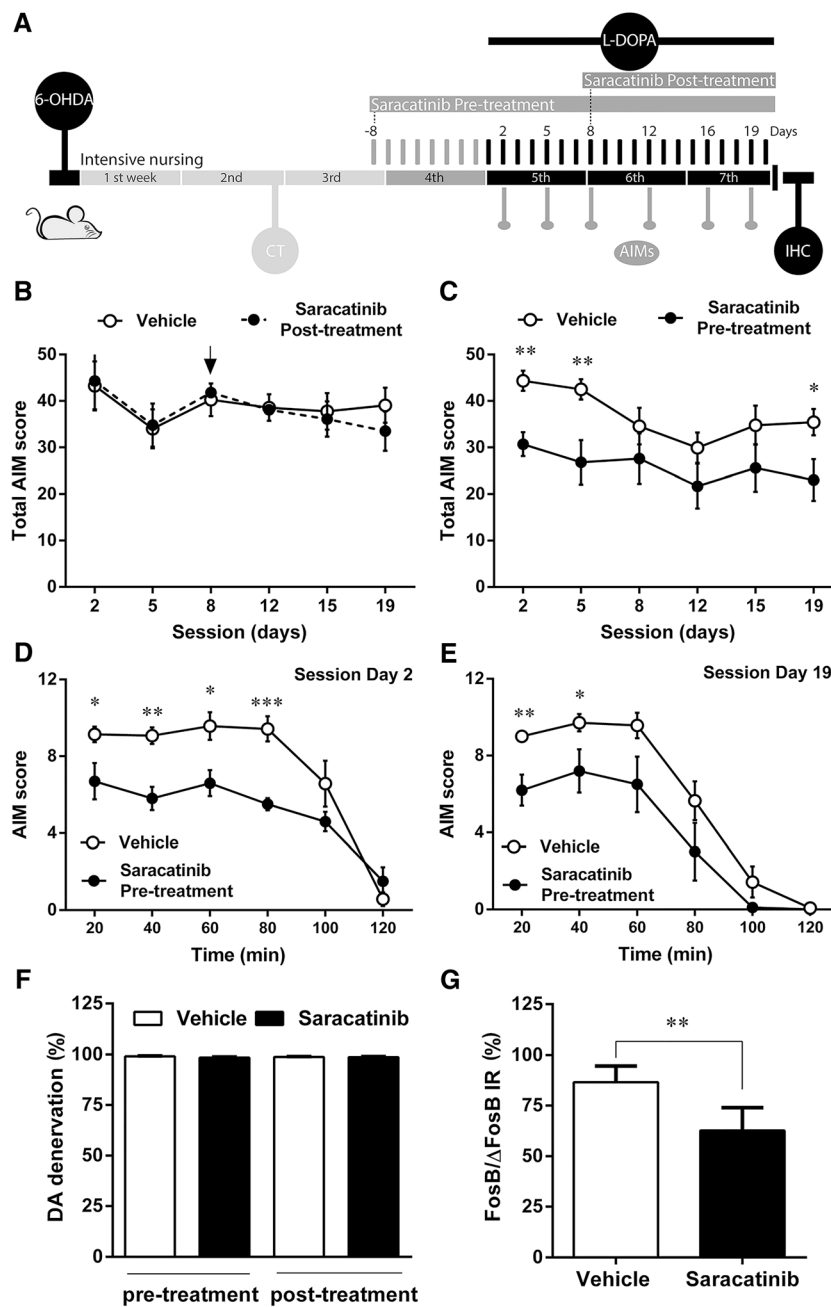 A
L-DOPA
6-OHDA
Saracatinib Post-treatment
Saracatinib Pre-treatment
-8 2 5 8 12 16 19 Days
Intensive nursing
1 st week 2nd 3rd 4th 5th 6th 7th
CT
AIMs
IHC
B
Vehicle
Saracatinib
Post-treatment
50
40
30
20
10
0
Total AIM score
2 5 8 12 15 19
Session (days)
C
Vehicle
Saracatinib
Pre-treatment
** ** *
50
40
30
20
10
0
Total AIM score
2 5 8 12 15 19
Session (days)
D
Session Day 2
* ** * ***
12
8
4
0
AIM score
Vehicle
Saracatinib
Pre-treatment
20 40 60 80 100 120
Time (min)
E
Session Day 19
** *
12
8
4
0
AIM score
Vehicle
Saracatinib
Pre-treatment
20 40 60 80 100 120
Time (min)
F
Vehicle Saracatinib
125
100
75
50
25
0
DA denervation (%)
pre-treatment post-treatment
G
**
125
100
75
50
25
0
FosB/ΔFosB IR (%)
Vehicle Saracatinib